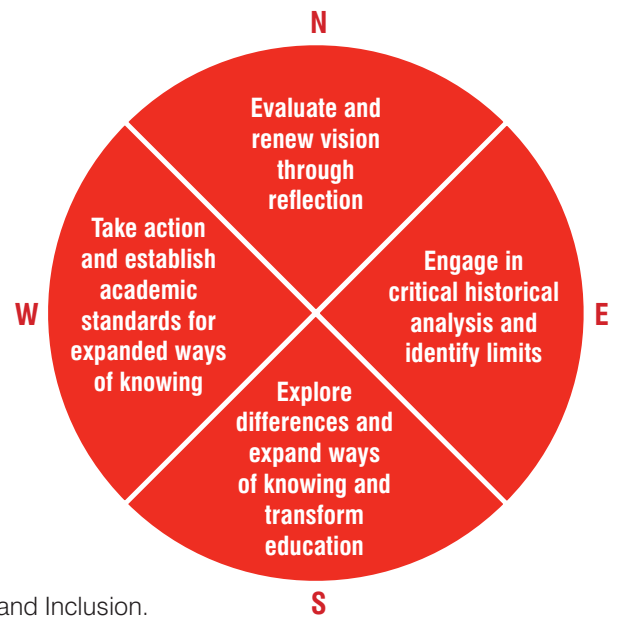 N
Evaluate and
renew vision
through
reflection
Take action
and establish
academic
standards for
expanded ways
of knowing
W
Engage in
critical historical
analysis and
identify limits
E
Explore
differences and
expand ways
of knowing and
transform
education
S
and Inclusion.